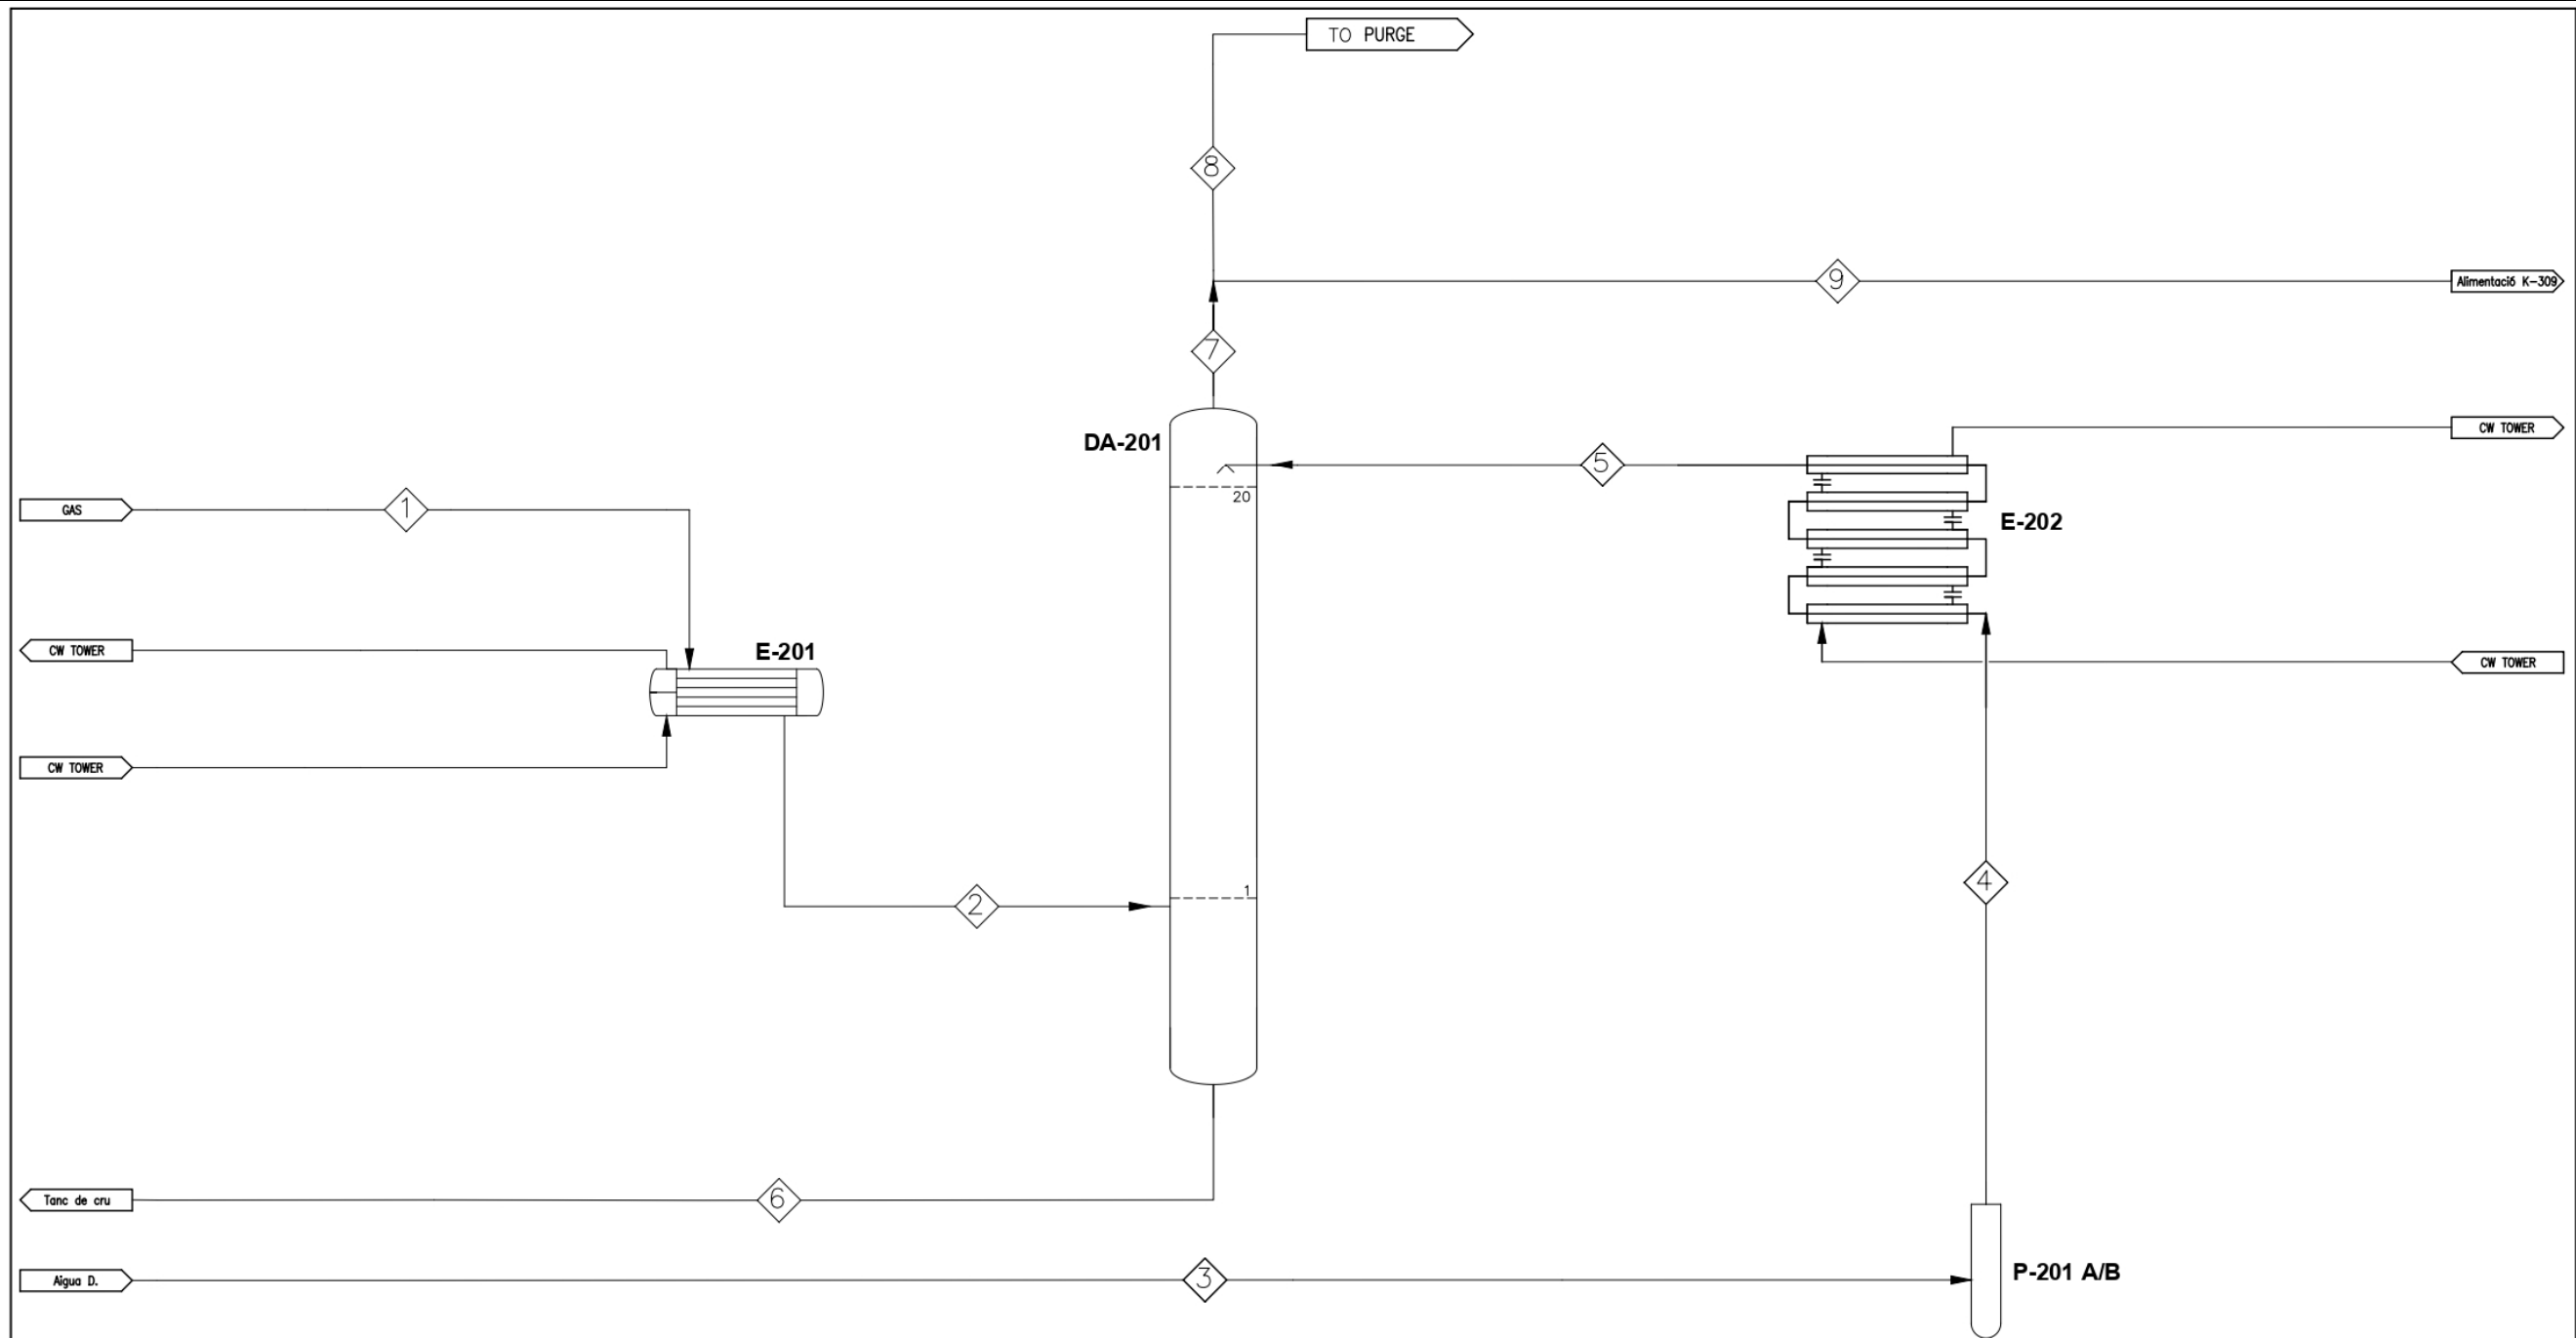 TO PURGE
8
9
Alimentació K-309
7
CW TOWER
DA-201
5
20
GAS
1
E-202
CW TOWER
E-201
CW TOWER
CW TOWER
4
1
2
Tanc de cru
6
Aigua D.
3
P-201 A/B